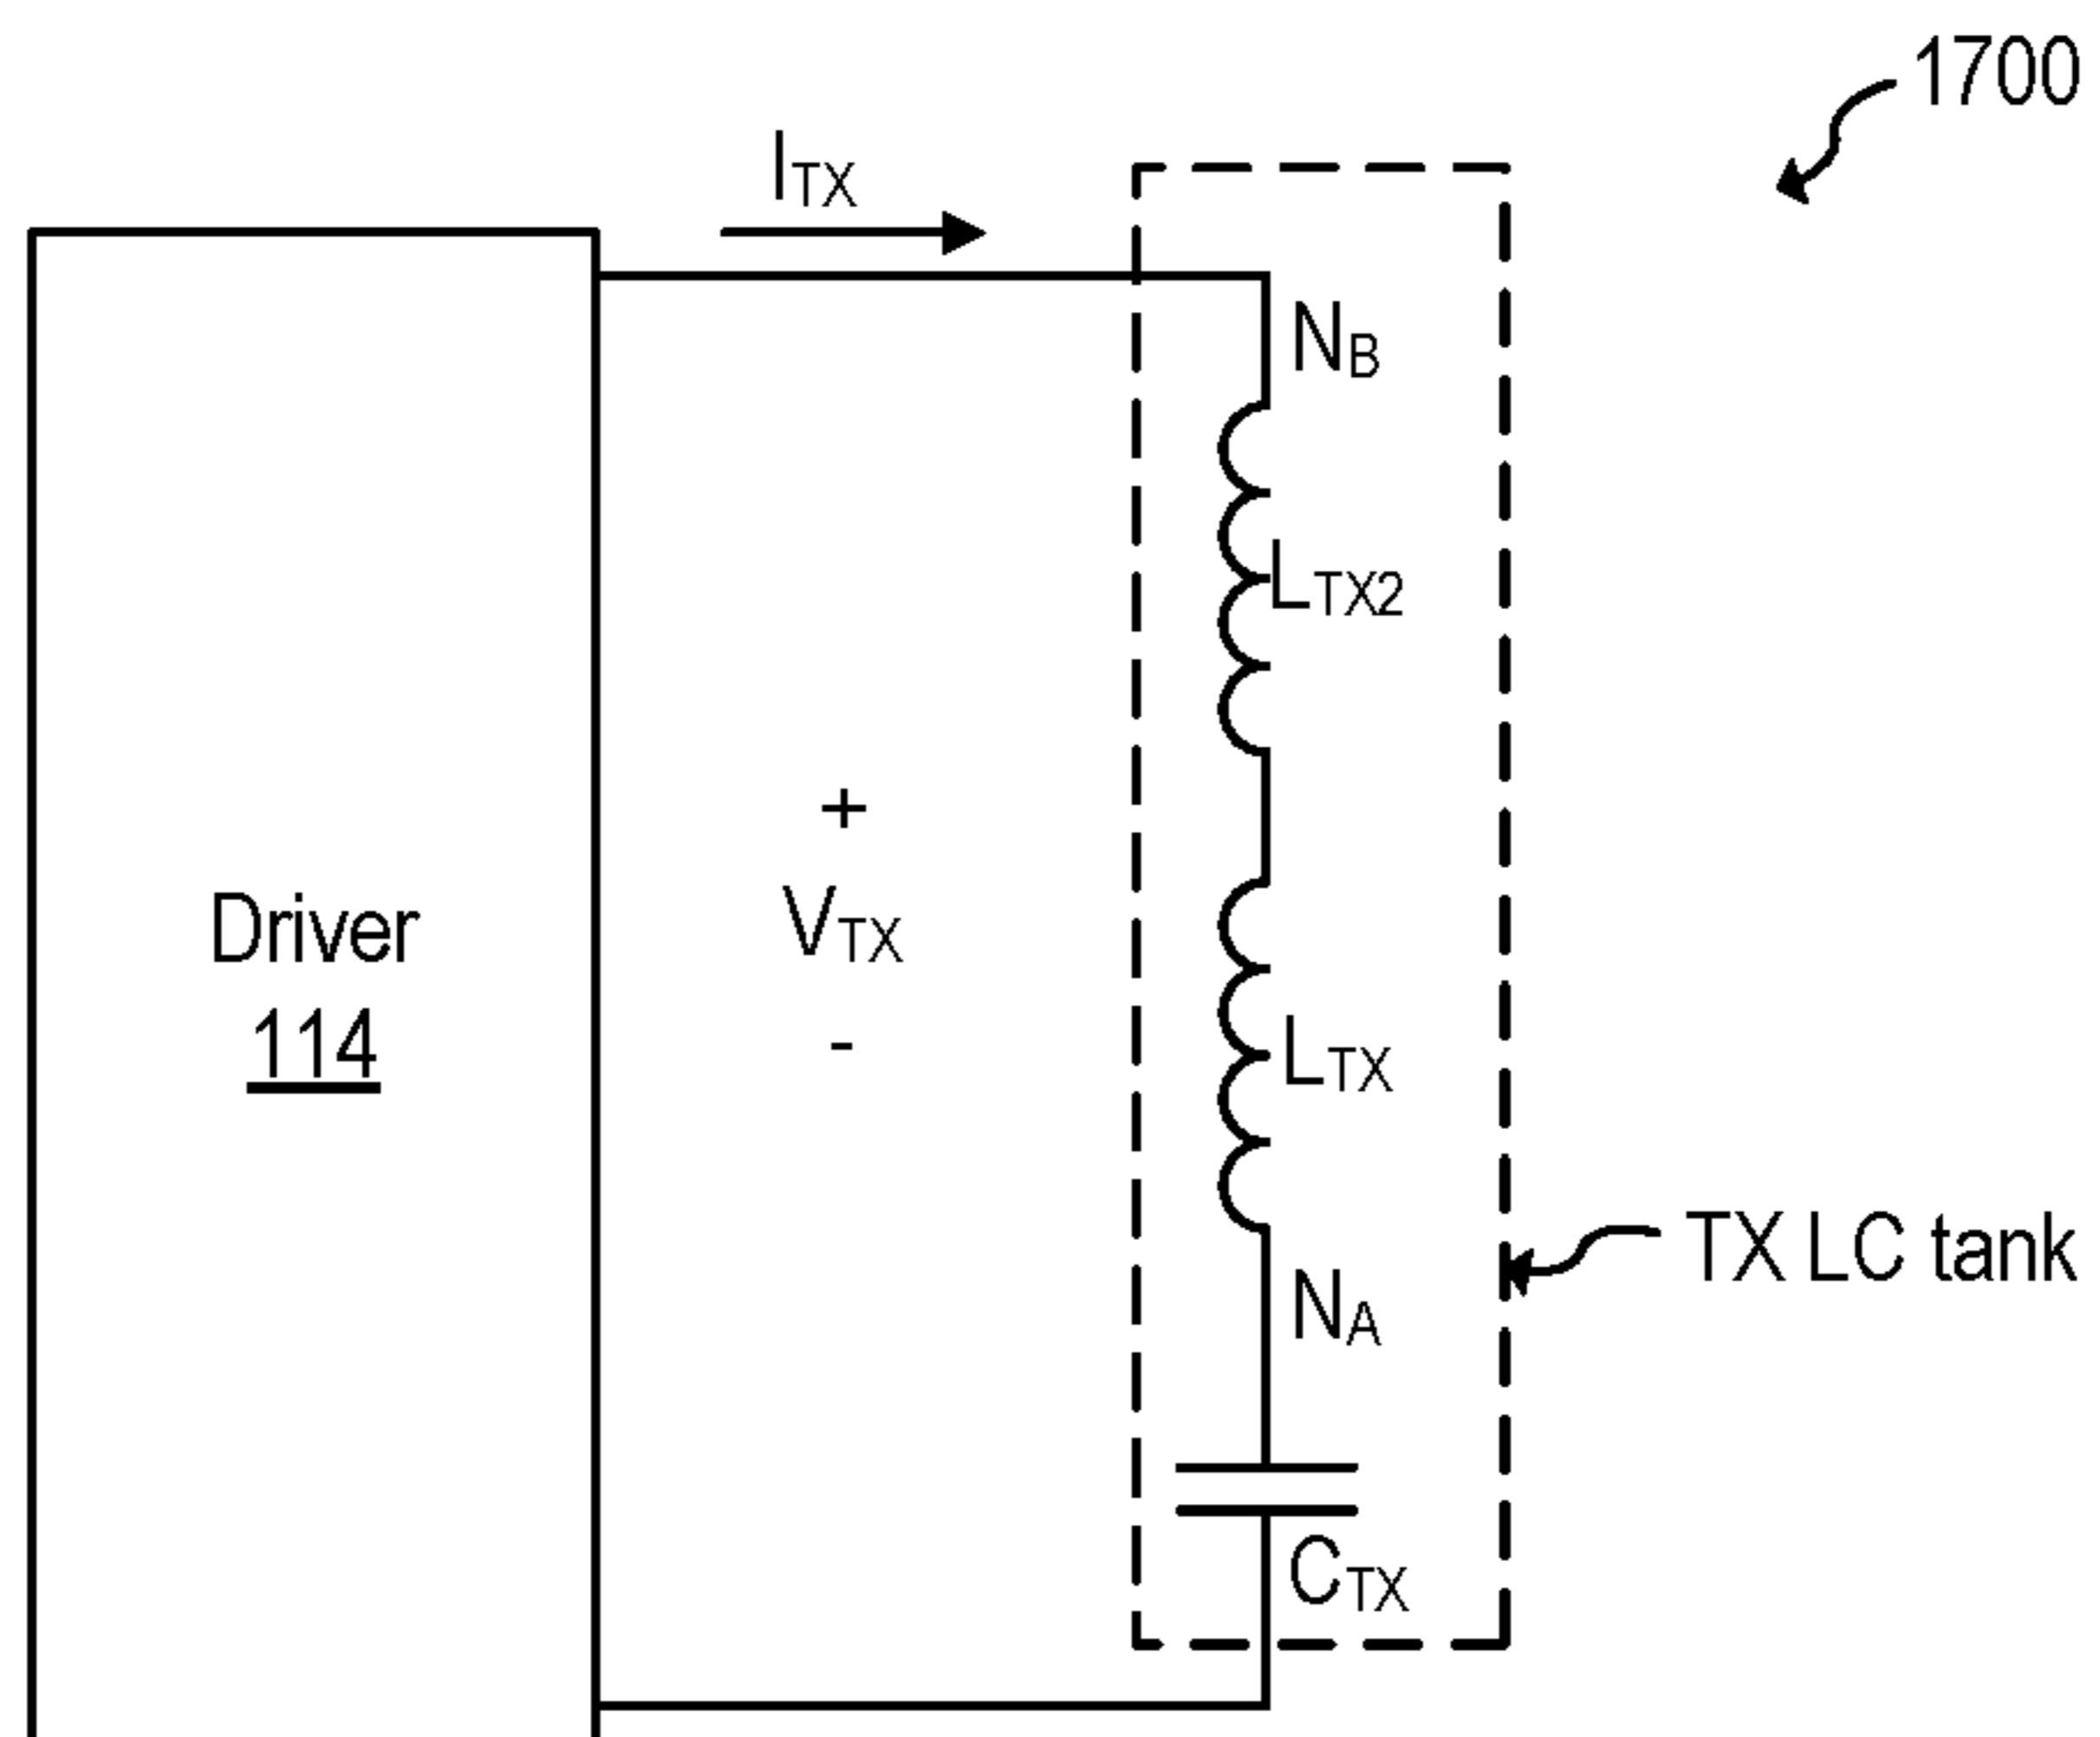 1700
ITX
NB
LTX2
+
VTX
-
Driver
114
LTX
TX LC tank
NA
CTX